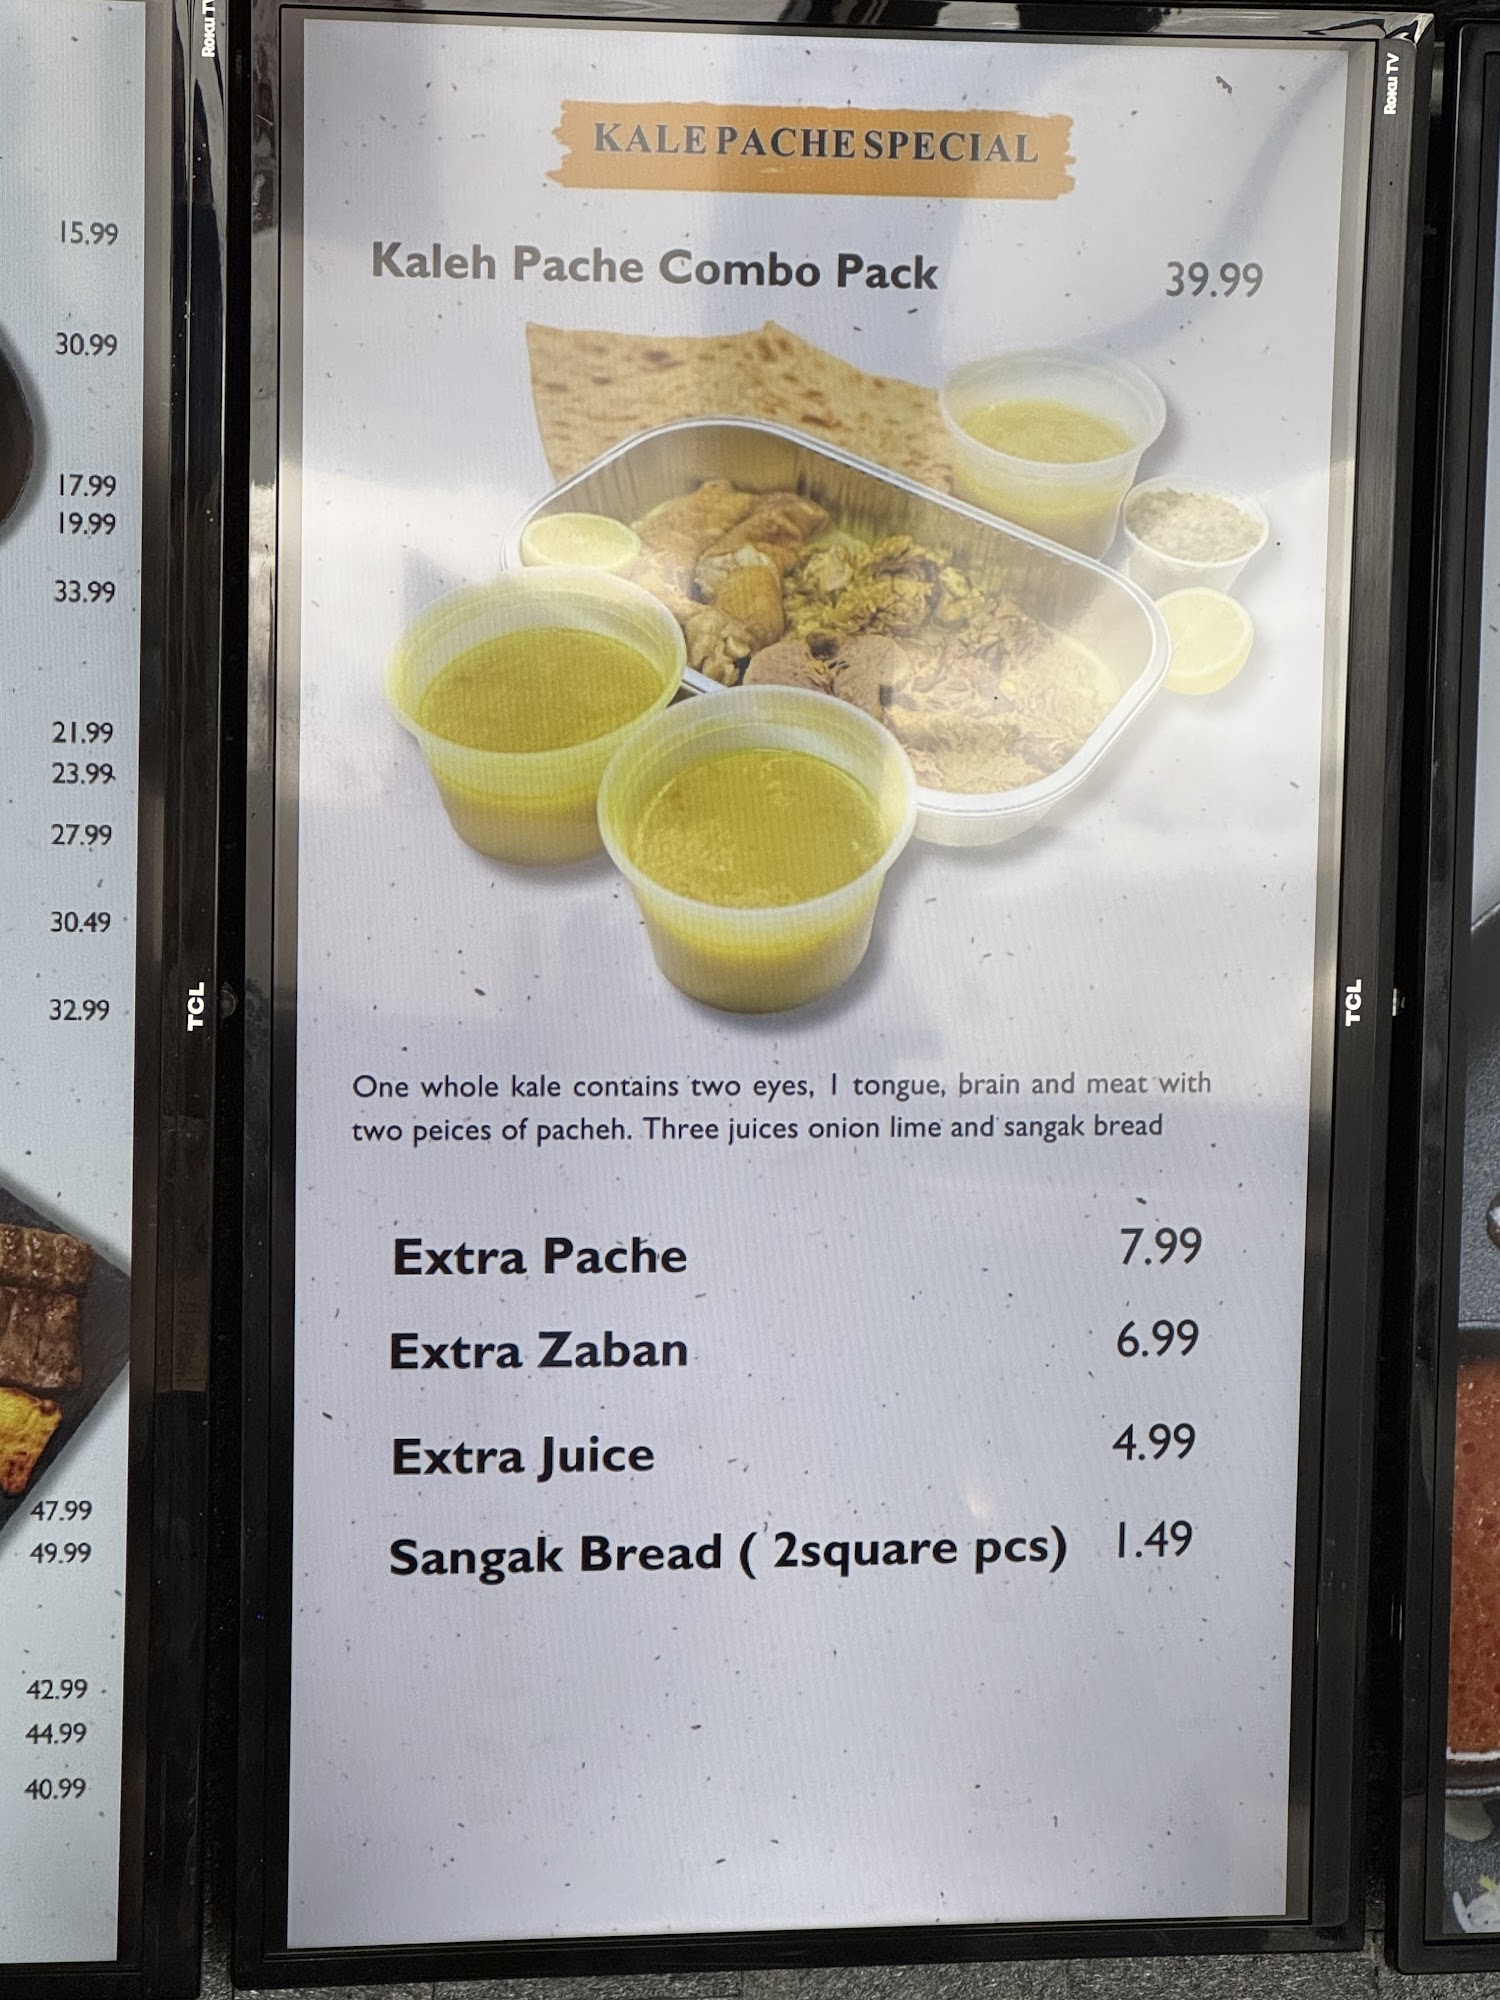 15.99
30.99
17.99
19.99
33.99
21.99
23.99
27.99
30.49
32.99
47.99
49.99
42.99
44.99
40.99
ROKU TV
TCL
KALE PACHE SPECIAL
Kaleh Pache Combo Pack 39.99
One whole kale contains two eyes, 1 tongue, brain and meat with
two peices of pacheh. Three juices onion lime and sangak bread
Extra Pache 7.99
Extra Zaban 6.99
Extra Juice 4.99
Sangak Bread ( 2square pcs) 1.49
ROKU TV
TCL